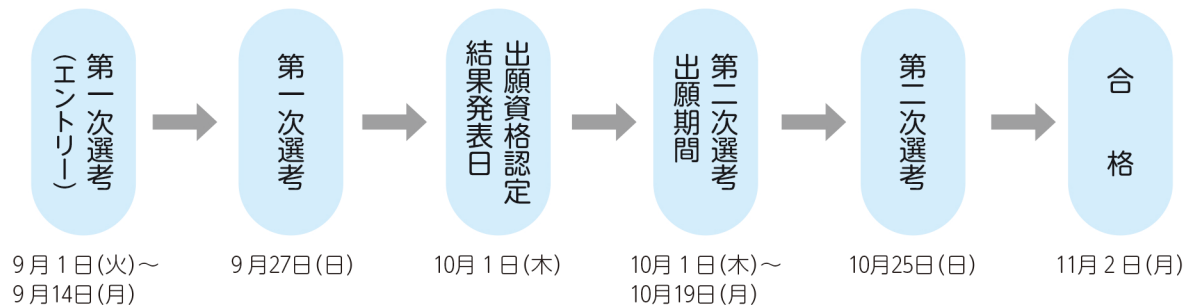 第一次選考
(エントリー)
9月1日(火)～
9月14日(月)
第一次選考
9月27日(日)
出願資格認定
結果発表日
10月1日(木)
第二次選考
出願期間
10月1日(木)～
10月19日(月)
第二次選考
10月25日(日)
合格
11月2日(月)